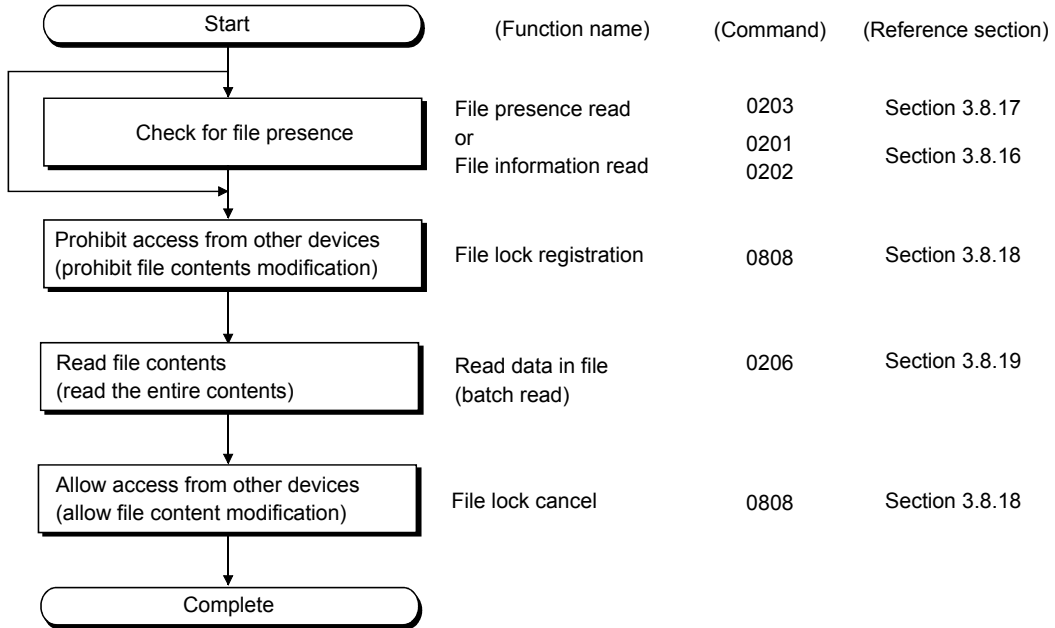 Start
(Function name) (Command) (Reference section)
Check for file presence
File presence read 0203 Section 3.8.17
or
File information read 0201 Section 3.8.16
0202
Prohibit access from other devices
(prohibit file contents modification)
File lock registration 0808 Section 3.8.18
Read file contents
(read the entire contents)
Read data in file 0206 Section 3.8.19
(batch read)
Allow access from other devices
(allow file content modification)
File lock cancel 0808 Section 3.8.18
Complete